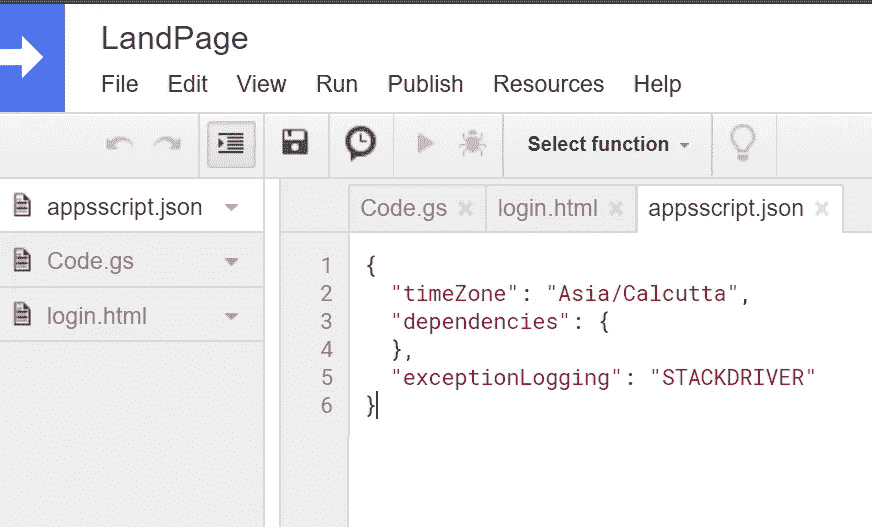 LandPage
File Edit View Run Publish Resources Help
Select function
appsscript.json
Code.gs
login.html
Code.gs login.html appsscript.json
1 {
2 "timeZone": "Asia/Calcutta",
3 "dependencies": {
4 },
5 "exceptionLogging": "STACKDRIVER"
6 }